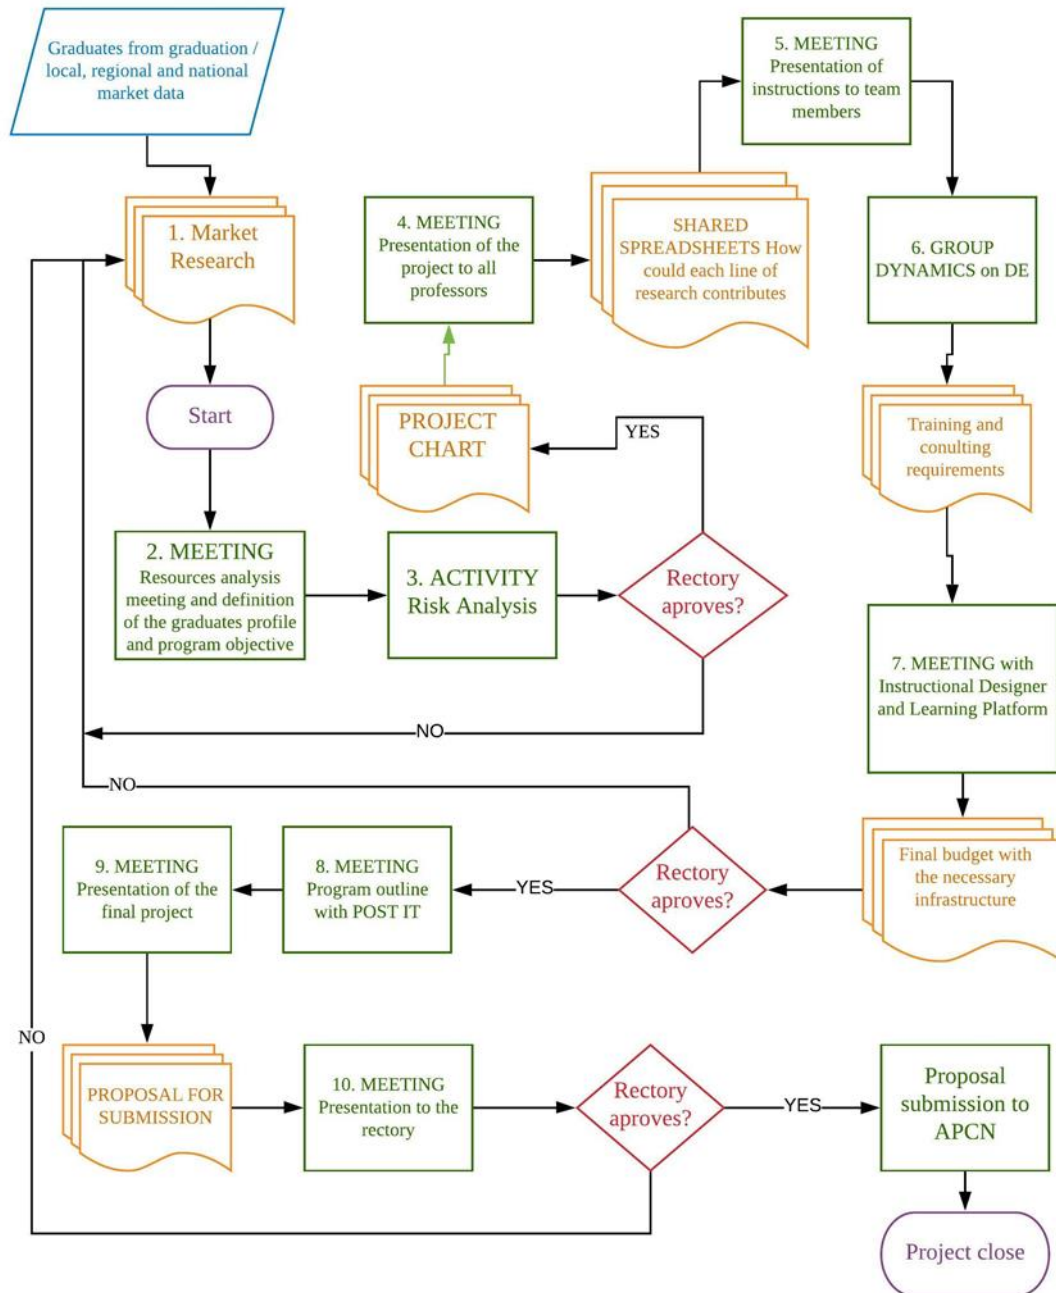 Graduates from graduation /
local, regional and national
market data
1. Market
Research
Start
2. MEETING
Resources analysis
meeting and definition
of the graduates profile
and program objective
3. ACTIVITY
Risk Analysis
Rectory
aproves?
YES
NO
PROJECT
CHART
4. MEETING
Presentation of the
project to all
professors
SHARED
SPREADSHEETS How
could each line of
research contributes
5. MEETING
Presentation of
instructions to team
members
6. GROUP
DYNAMICS on DE
Training and
conulting
requirements
7. MEETING with
Instructional Designer
and Learning Platform
Final budget with
the necessary
infrastructure
Rectory
aproves?
NO
YES
8. MEETING
Program outline
with POST IT
9. MEETING
Presentation of the
final project
PROPOSAL FOR
SUBMISSION
10. MEETING
Presentation to the
rectory
Rectory
aproves?
NO
YES
Proposal
submission to
APCN
Project close